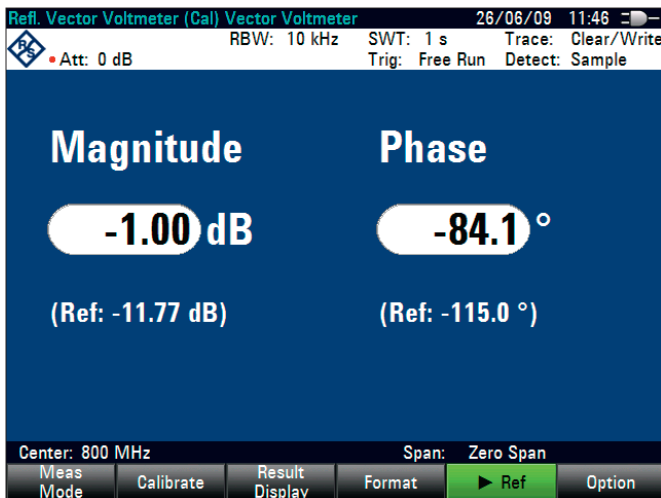 Refl. Vector Voltmeter (Cal) Vector Voltmeter 26/06/09 11:46
RBW: 10 kHz SWT: 1 s Trace: Clear/Write
R&S • Att: 0 dB Trig: Free Run Detect: Sample
Magnitude Phase
-1.00 dB -84.1 °
(Ref: -11.77 dB) (Ref: -115.0 °)
Center: 800 MHz Span: Zero Span
Meas Mode Calibrate Result Display Format ► Ref Option